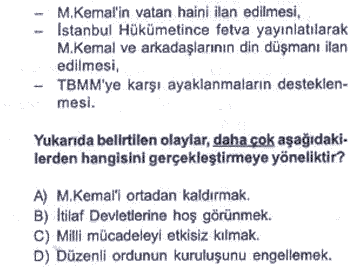 – M.Kemal'in vatan haini ilan edilmesi,
– İstanbul Hükümetince fetva yayınlatılarak
M.Kemal ve arkadaşlarının din düşmanı ilan
edilmesi,
– TBMM'ye karşı ayaklanmaların desteklen-
mesi.
Yukarıda belirtilen olaylar, daha çok aşağıdaki-
lerden hangisini gerçekleştirmeye yöneliktir?
A) M.Kemal'i ortadan kaldırmak.
B) İtilaf Devletlerine hoş görünmek.
C) Milli mücadeleyi etkisiz kılmak.
D) Düzenli ordunun kuruluşunu engellemek.